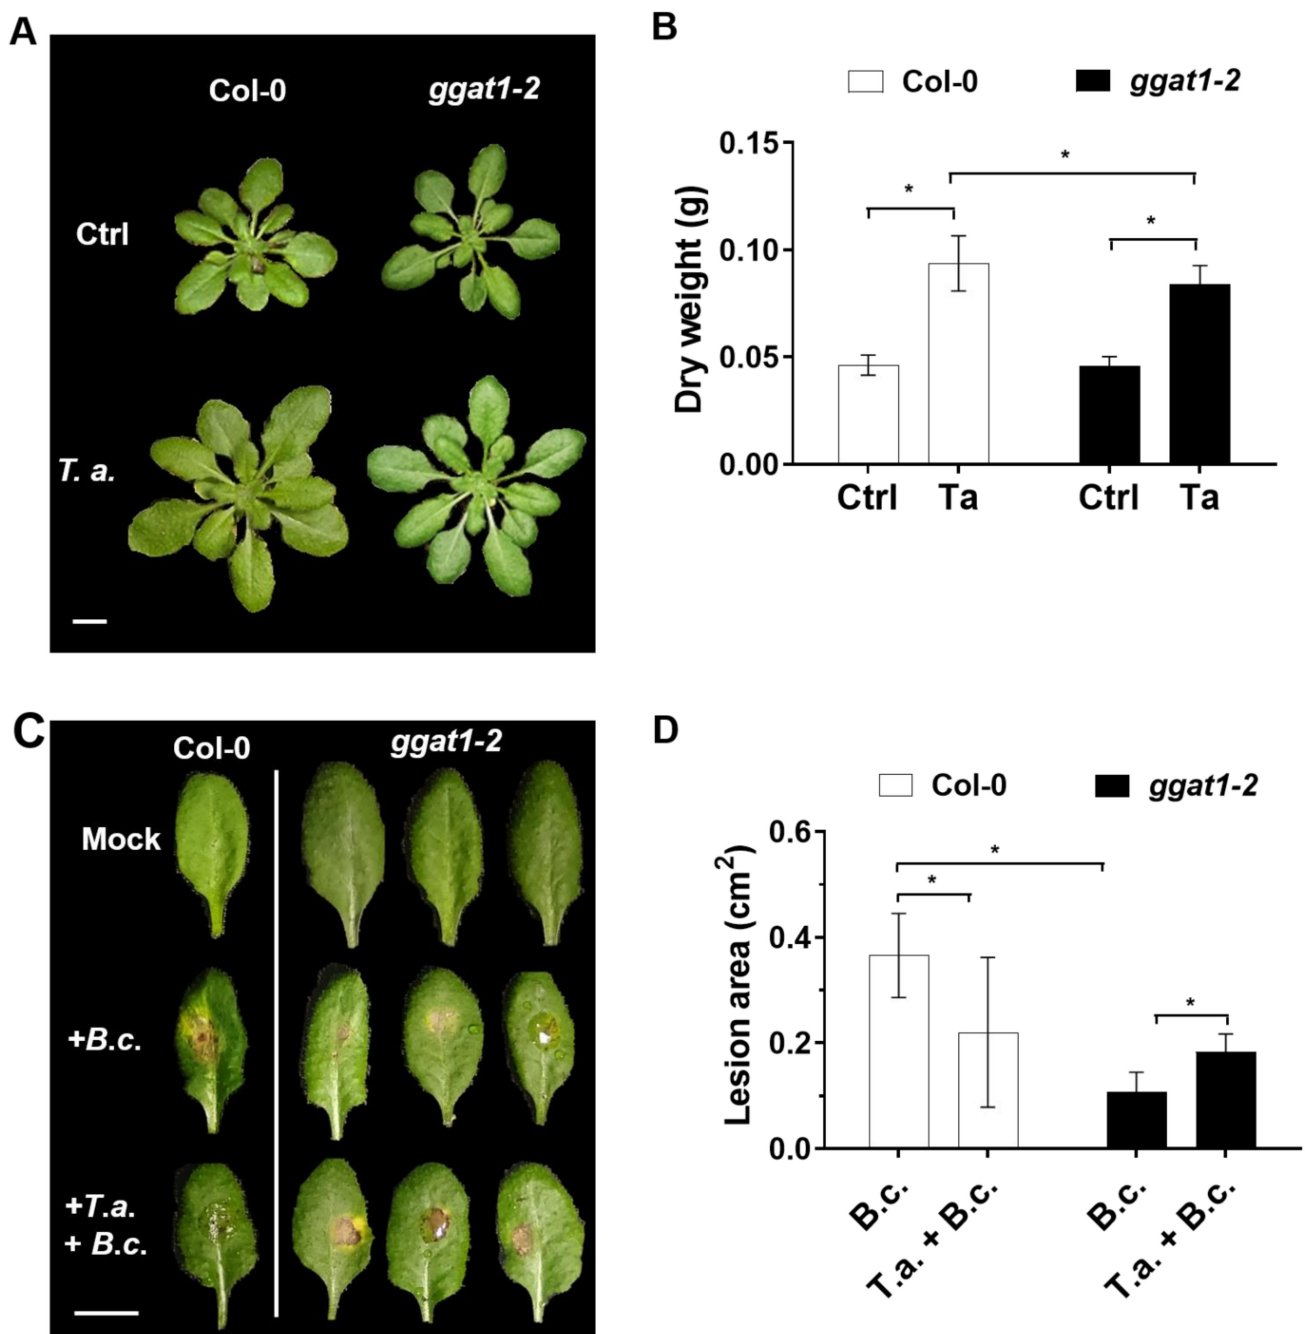 A
Col-0 ggat1-2
Ctrl
T. a.
B
Col-0 ggat1-2
Dry weight (g)
0.15
0.10
0.05
0.00
Ctrl Ta Ctrl Ta
* * *
C
Col-0 ggat1-2
Mock
+B.c.
+T.a.
+ B.c.
D
Col-0 ggat1-2
Lesion area (cm2)
0.6
0.4
0.2
0.0
* * *
B.c. T.a. + B.c. B.c. T.a. + B.c.